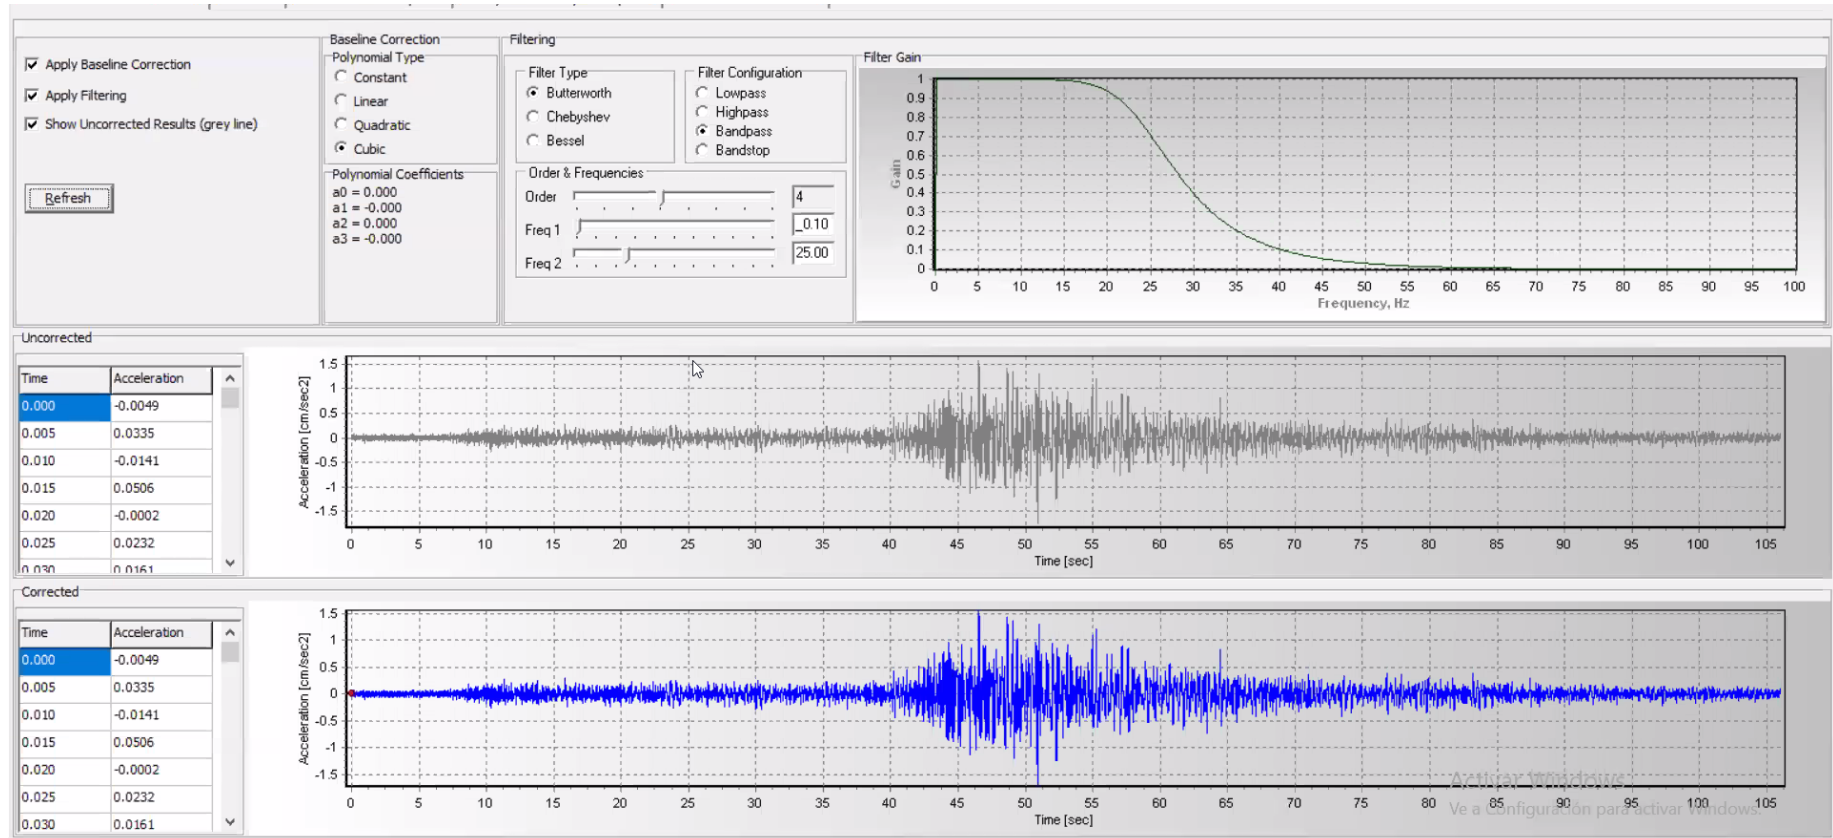 Apply Baseline Correction
Apply Filtering
Show Uncorrected Results (grey line)
Refresh
Baseline Correction
Polynomial Type
Constant
Linear
Quadratic
Cubic
Polynomial Coefficients
a0 = 0.000
a1 = -0.000
a2 = 0.000
a3 = -0.000
Filtering
Filter Type
Butterworth
Chebyshev
Bessel
Filter Configuration
Lowpass
Highpass
Bandpass
Bandstop
Order & Frequencies
Order 4
Freq 1 _0.10
Freq 2 25.00
Filter Gain
Gain
1
0.9
0.8
0.7
0.6
0.5
0.4
0.3
0.2
0.1
0
0 5 10 15 20 25 30 35 40 45 50 55 60 65 70 75 80 85 90 95 100
Frequency, Hz
Uncorrected
Time Acceleration
0.000 -0.0049
0.005 0.0335
0.010 -0.0141
0.015 0.0506
0.020 -0.0002
0.025 0.0232
0.030 0.0161
Acceleration [cm/sec2]
1.5
1
0.5
0
-0.5
-1
-1.5
0 5 10 15 20 25 30 35 40 45 50 55 60 65 70 75 80 85 90 95 100 105
Time [sec]
Corrected
Time Acceleration
0.000 -0.0049
0.005 0.0335
0.010 -0.0141
0.015 0.0506
0.020 -0.0002
0.025 0.0232
0.030 0.0161
Acceleration [cm/sec2]
1.5
1
0.5
0
-0.5
-1
-1.5
0 5 10 15 20 25 30 35 40 45 50 55 60 65 70 75 80 85 90 95 100 105
Time [sec]
Activar Windows
Ve a Configuración para activar Windows.